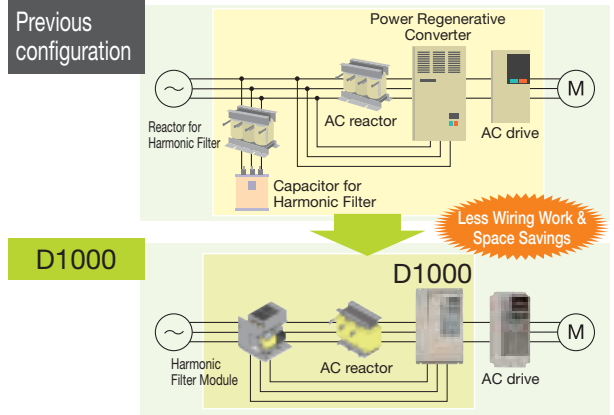 Previous
configuration
Power Regenerative
Converter
M
AC reactor
AC drive
Reactor for
Harmonic Filter
Capacitor for
Harmonic Filter
Less Wiring Work &
Space Savings
D1000
D1000
M
Harmonic
Filter Module
AC reactor
AC drive